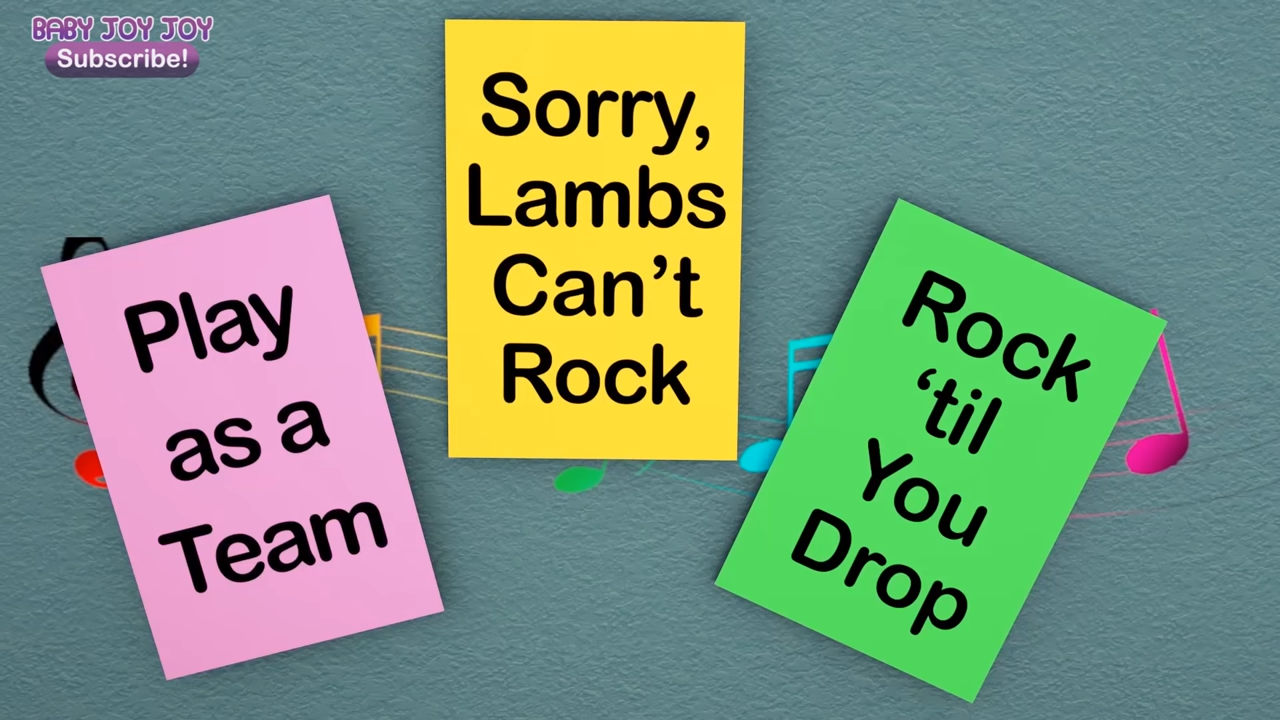 BABY JOY JOY
Subscribe!
Play
as a
Team
Sorry,
Lambs
Can’t
Rock
Rock
‘til
You
Drop